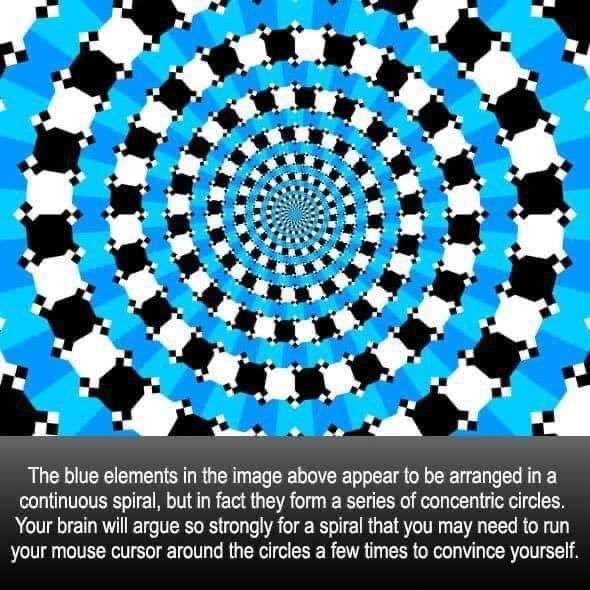 The blue elements in the image above appear to be arranged in a
continuous spiral, but in fact they form a series of concentric circles.
Your brain will argue so strongly for a spiral that you may need to run
your mouse cursor around the circles a few times to convince yourself.